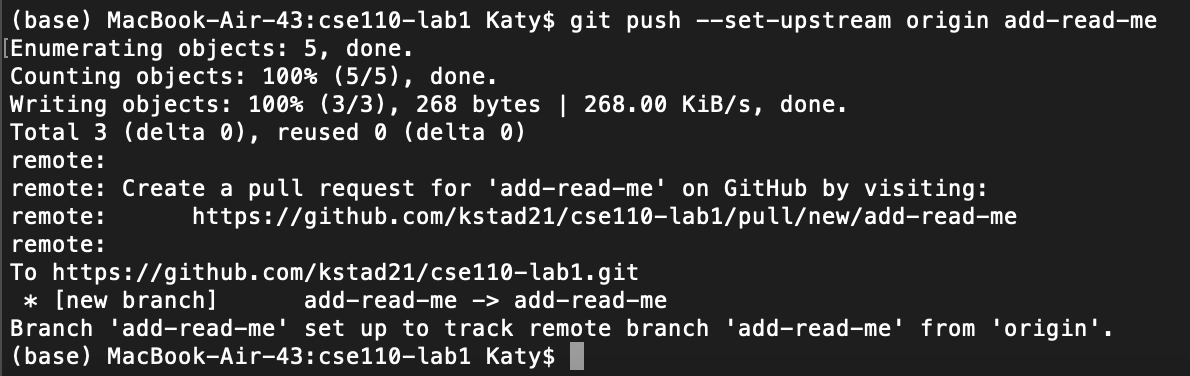 (base) MacBook-Air-43:cse110-lab1 Katy$ git push --set-upstream origin add-read-me
[Enumerating objects: 5, done.
Counting objects: 100% (5/5), done.
Writing objects: 100% (3/3), 268 bytes | 268.00 KiB/s, done.
Total 3 (delta 0), reused 0 (delta 0)
remote:
remote: Create a pull request for 'add-read-me' on GitHub by visiting:
remote:      https://github.com/kstad21/cse110-lab1/pull/new/add-read-me
remote:
To https://github.com/kstad21/cse110-lab1.git
 * [new branch]      add-read-me -> add-read-me
Branch 'add-read-me' set up to track remote branch 'add-read-me' from 'origin'.
(base) MacBook-Air-43:cse110-lab1 Katy$